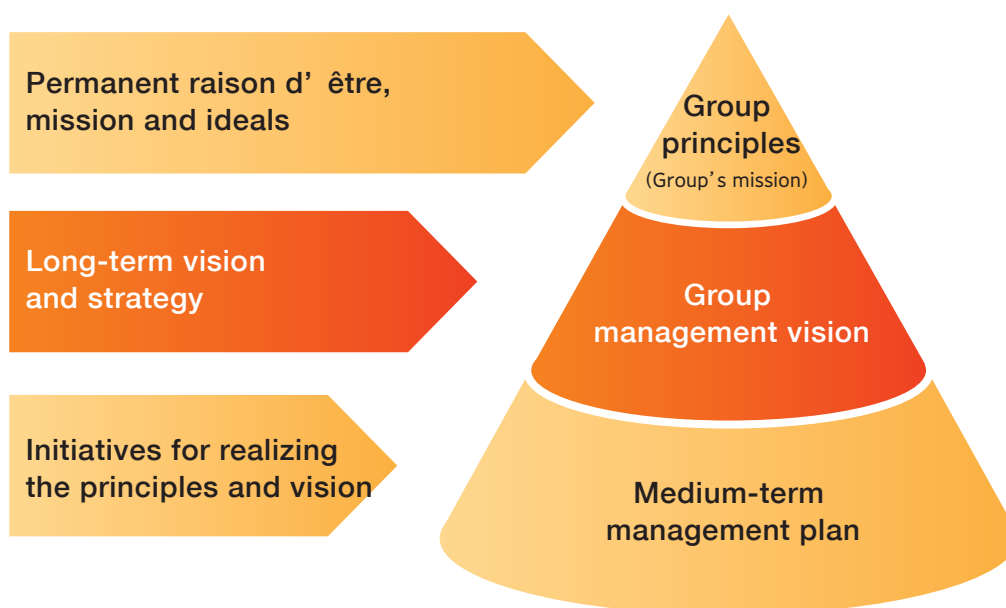 Permanent raison d’ être,
mission and ideals
Group
principles
(Group’s mission)
Long-term vision
and strategy
Group
management vision
Initiatives for realizing
the principles and vision
Medium-term
management plan